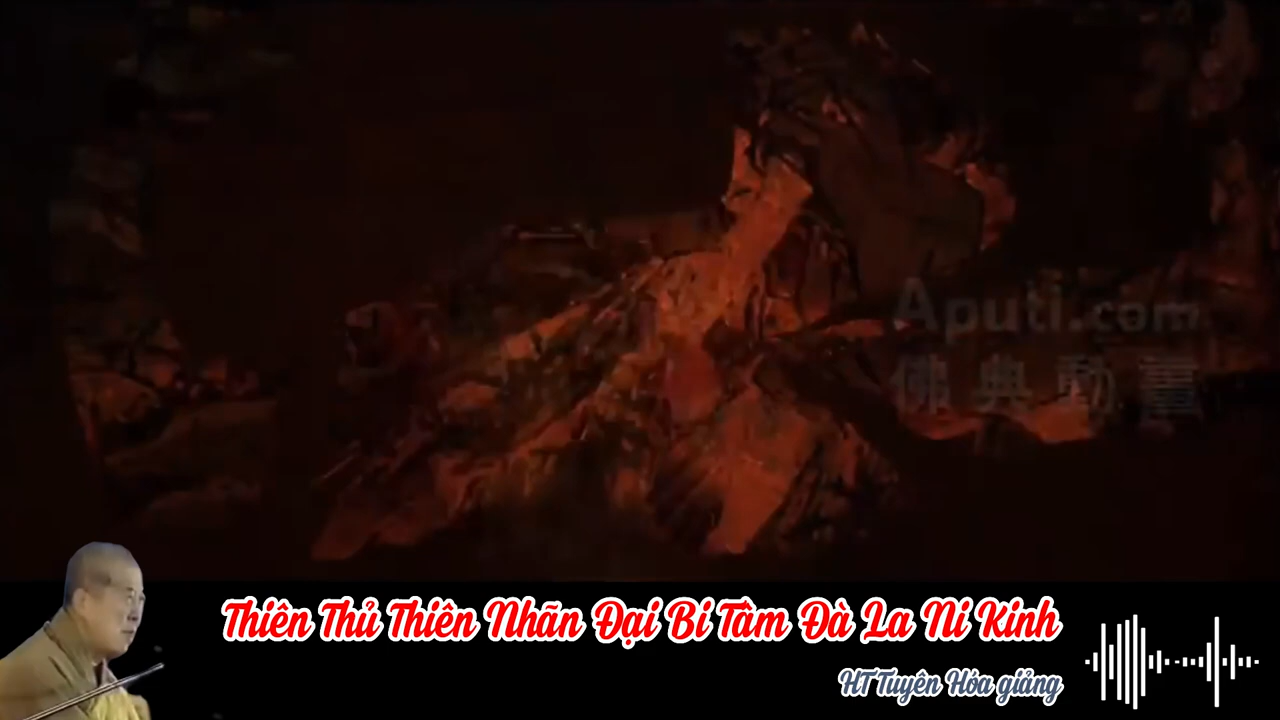 Aputi.com
佛典動畫
Thiên Thủ Thiên Nhãn Đại Bi Tâm Đà La Ni Kinh
HT Tuyên Hóa giảng